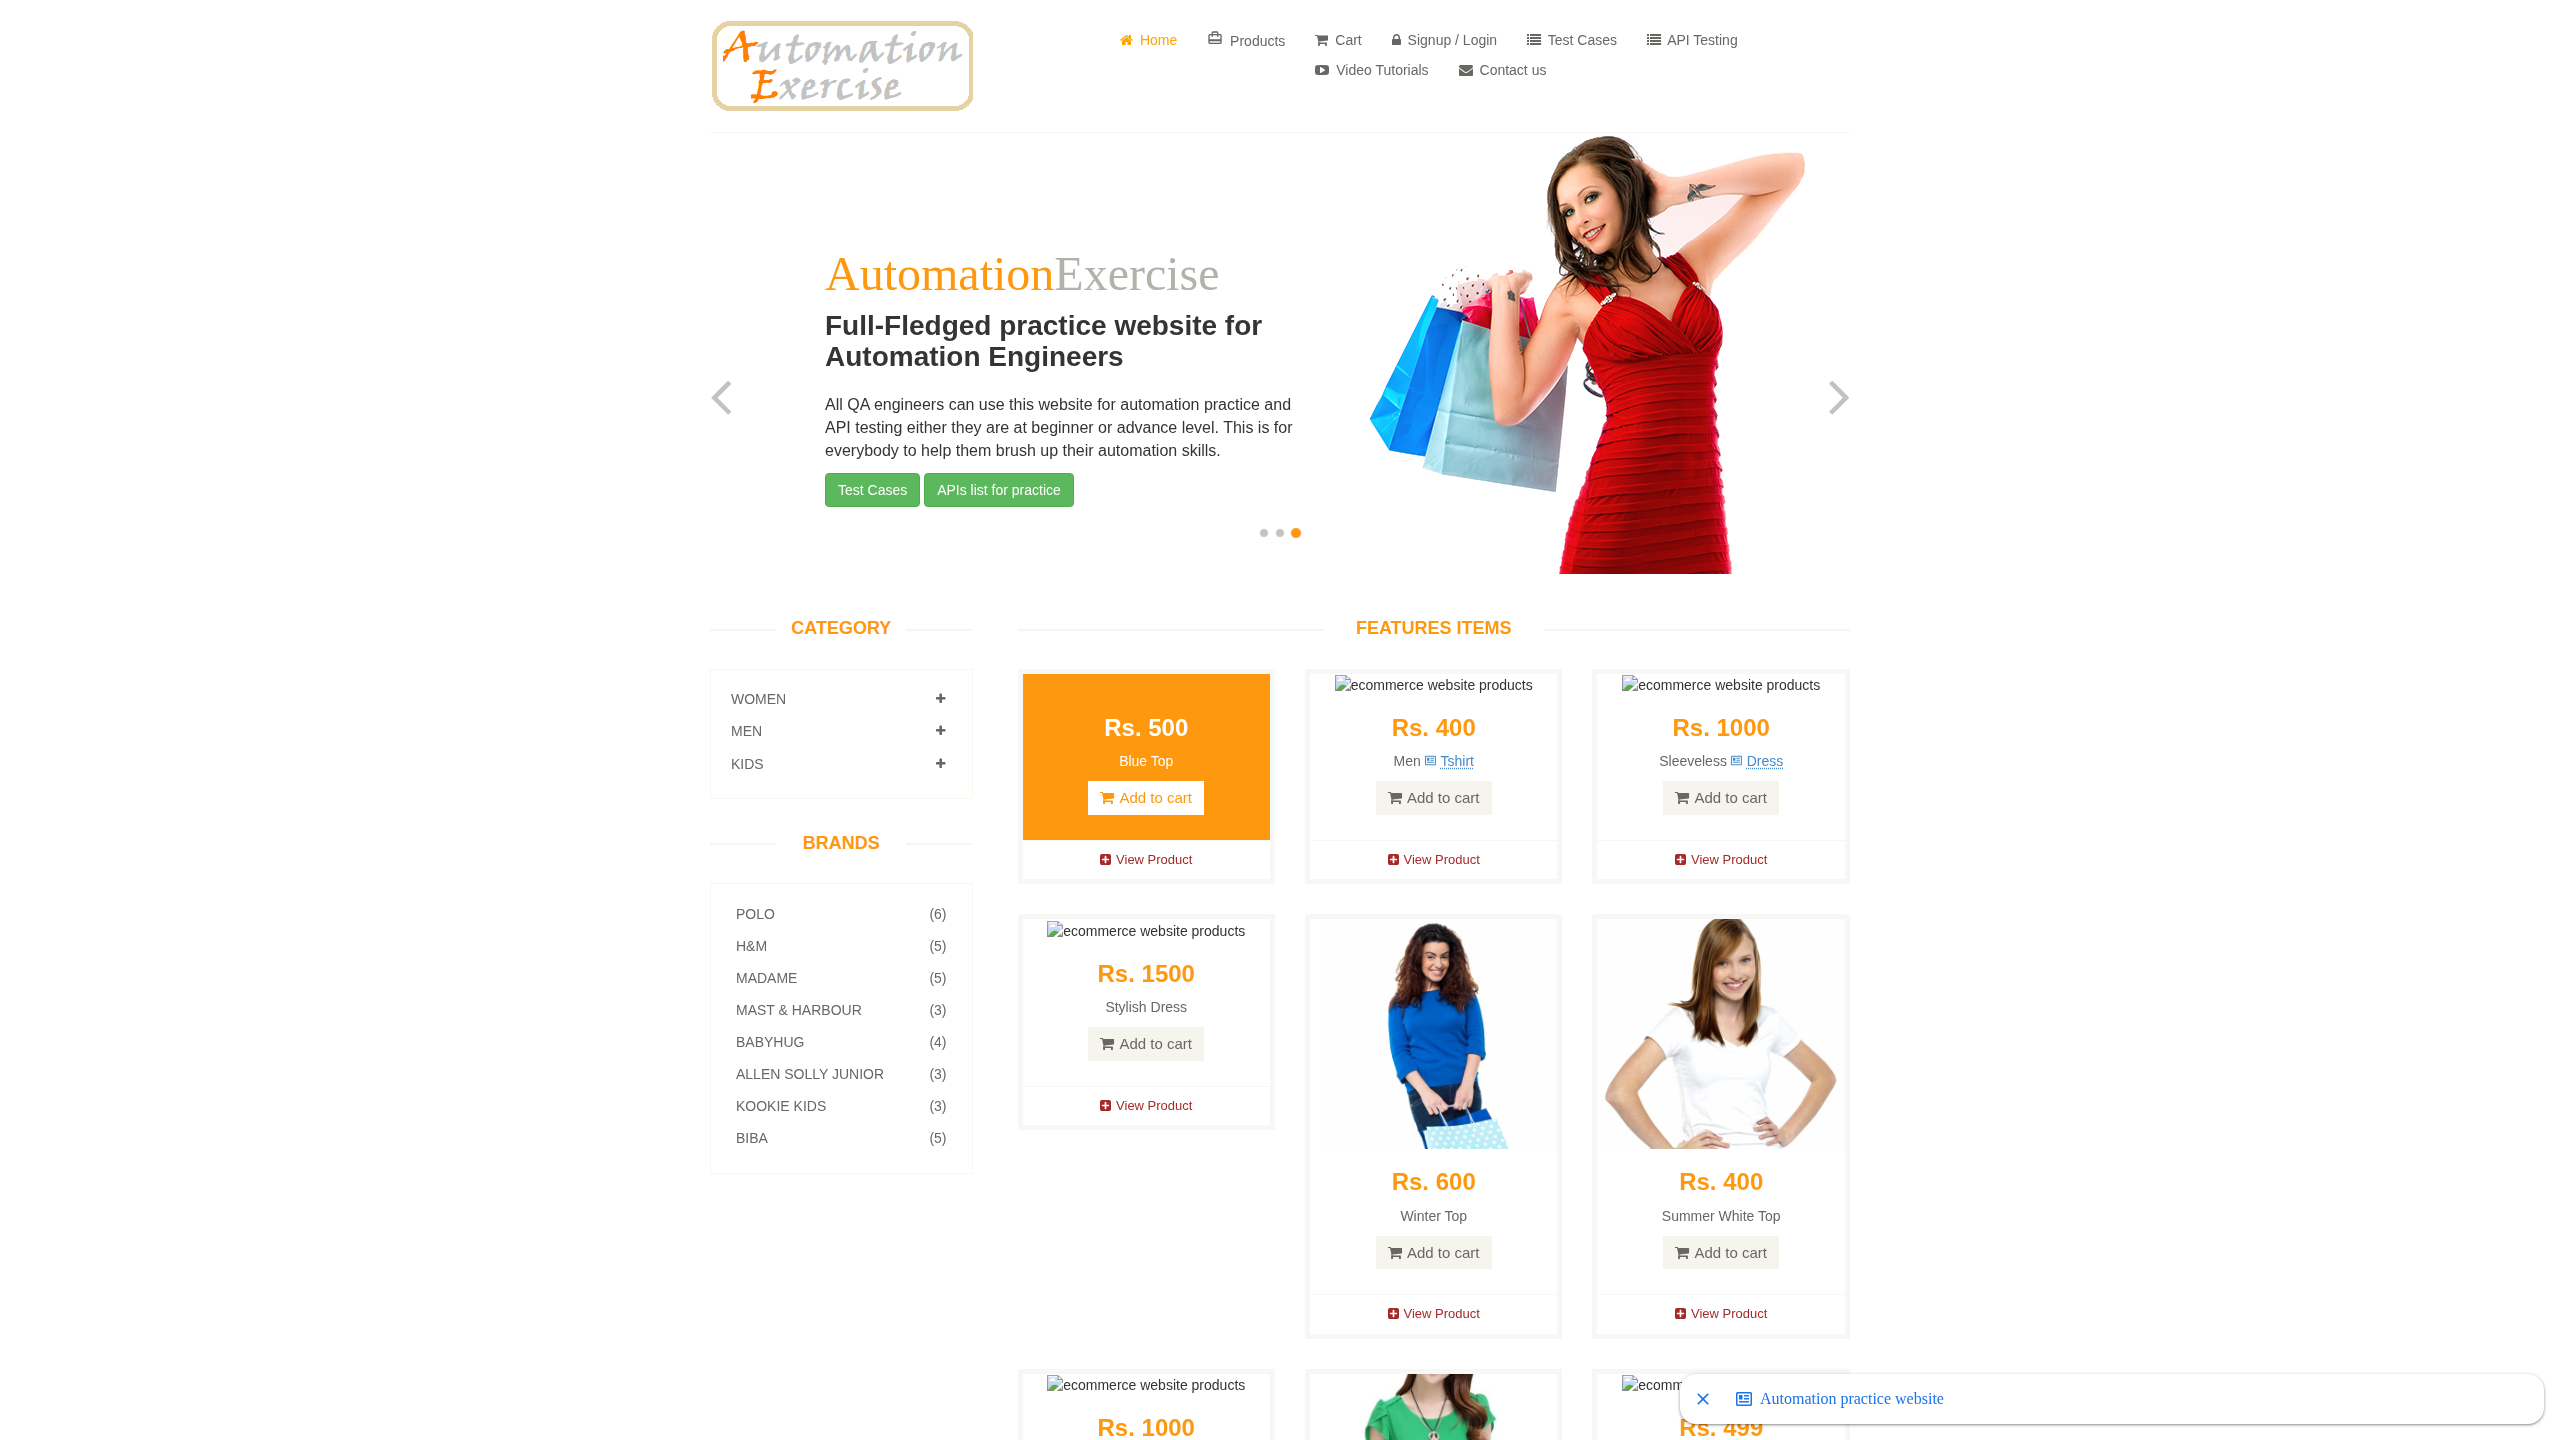 Automation
Exercise
Home
Products
Cart
Signup / Login
Test Cases
API Testing
Video Tutorials
Contact us
AutomationExercise
Full-Fledged practice website for
Automation Engineers
All QA engineers can use this website for automation practice and
API testing either they are at beginner or advance level. This is for
everybody to help them brush up their automation skills.
Test Cases
APIs list for practice
CATEGORY
WOMEN
MEN
KIDS
BRANDS
POLO (6)
H&M (5)
MADAME (5)
MAST & HARBOUR (3)
BABYHUG (4)
ALLEN SOLLY JUNIOR (3)
KOOKIE KIDS (3)
BIBA (5)
FEATURES ITEMS
Rs. 500
Blue Top
Add to cart
View Product
ecommerce website products
Rs. 400
Men Tshirt
Add to cart
View Product
ecommerce website products
Rs. 1000
Sleeveless Dress
Add to cart
View Product
ecommerce website products
Rs. 1500
Stylish Dress
Add to cart
View Product
Rs. 600
Winter Top
Add to cart
View Product
Rs. 400
Summer White Top
Add to cart
View Product
ecommerce website products
Rs. 1000
Rs. 499
Automation practice website